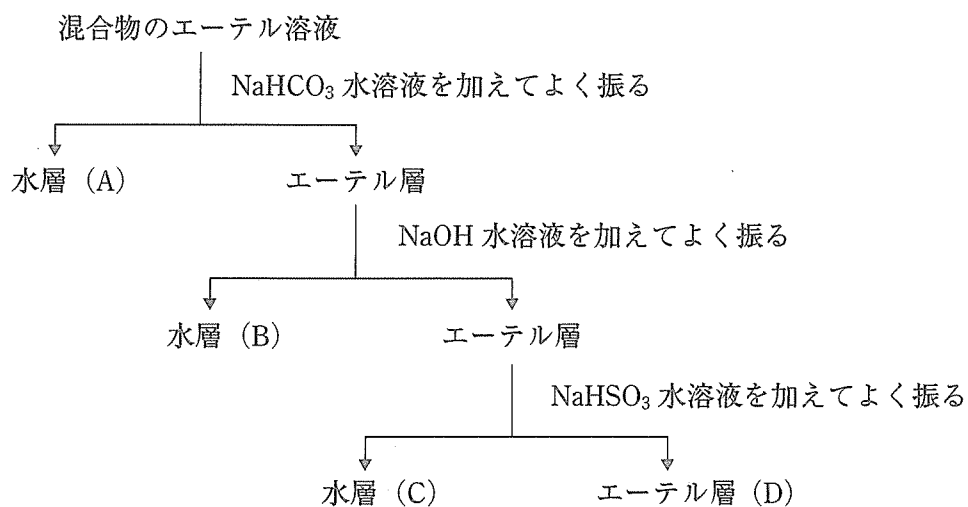 混合物のエーテル溶液
NaHCO₃ 水溶液を加えてよく振る
水層（A）
エーテル層
NaOH 水溶液を加えてよく振る
水層（B）
エーテル層
NaHSO₃ 水溶液を加えてよく振る
水層（C）
エーテル層（D）